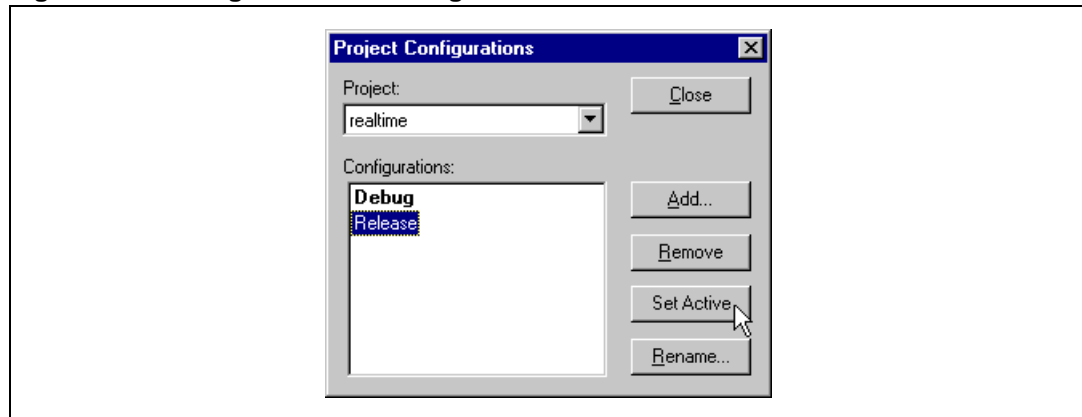 Project Configurations
Project:
Close
realtime
Configurations:
Debug
Add...
Release
Remove
Set Active
Rename...